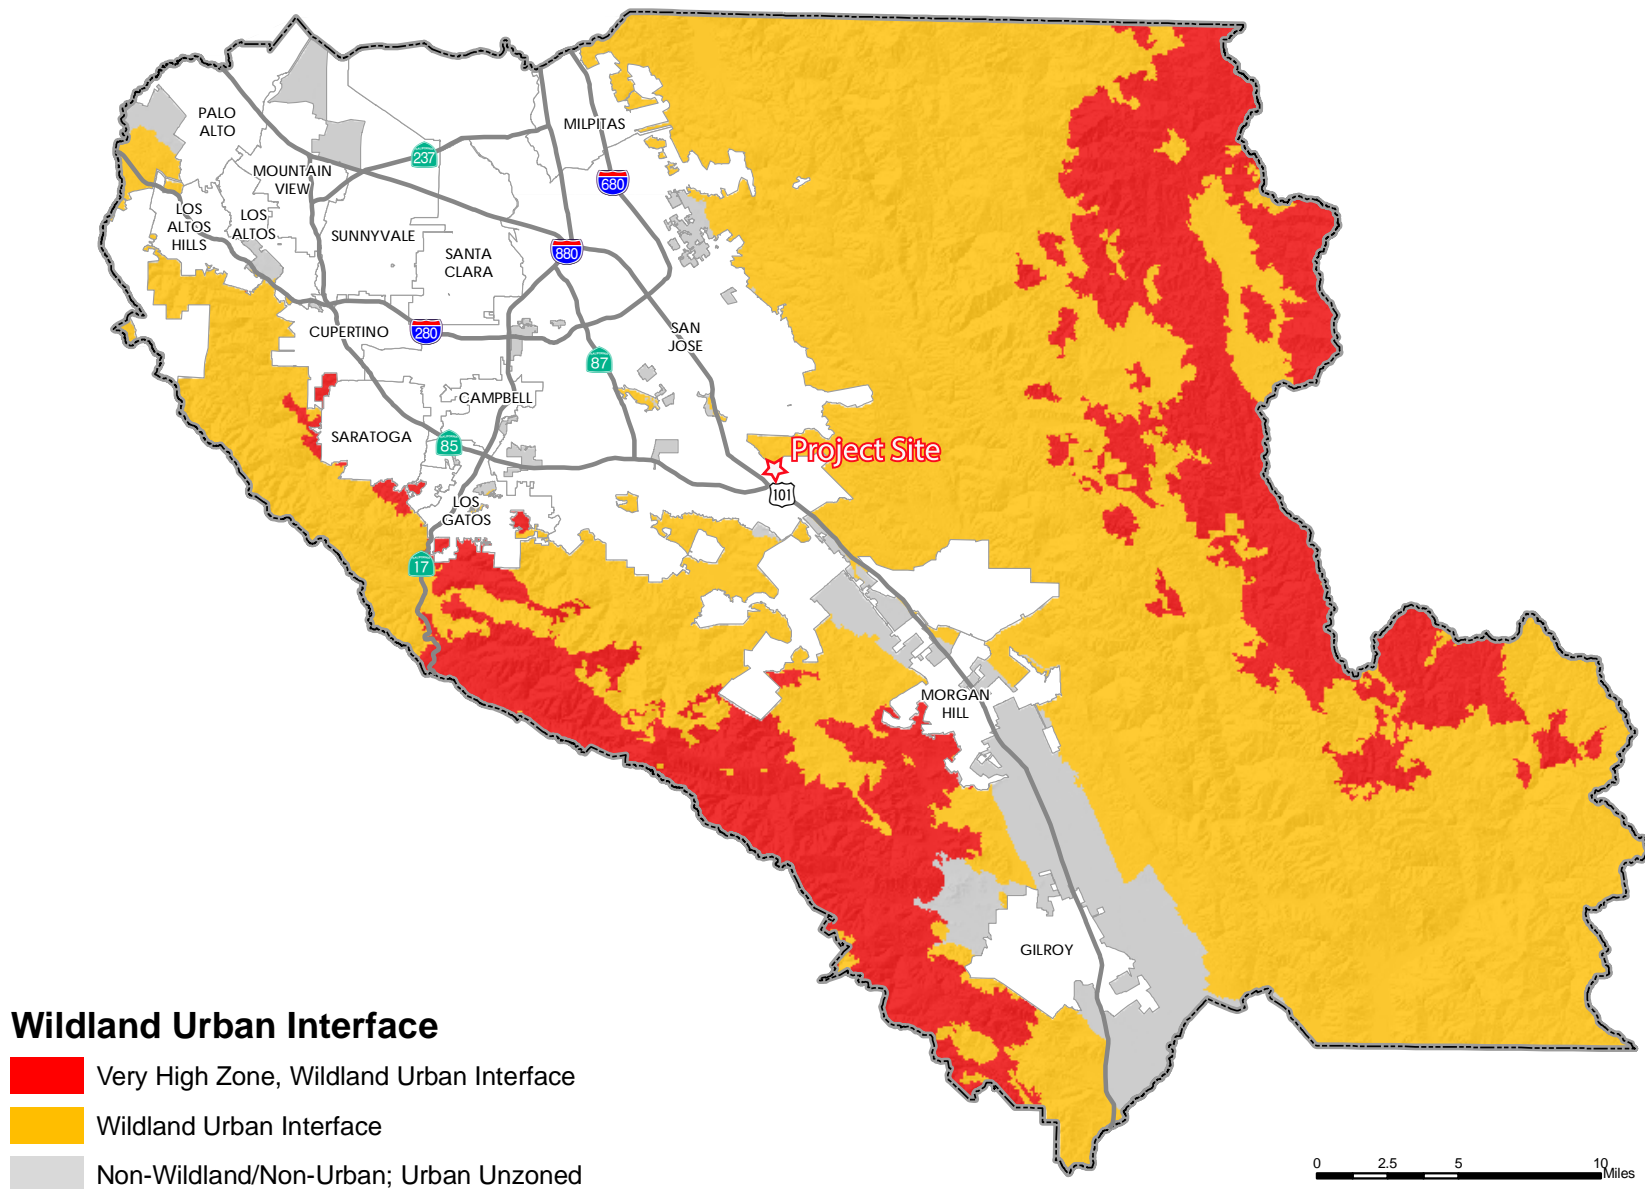 PALO
ALTO
MILPITAS
237
MOUNTAIN
VIEW
680
LOS
ALTOS
HILLS
LOS
ALTOS
SUNNYVALE
SANTA
CLARA
880
CUPERTINO
280
SAN
JOSE
87
CAMPBELL
SARATOGA
85
Project Site
101
LOS
GATOS
17
MORGAN
HILL
GILROY
Wildland Urban Interface
Very High Zone, Wildland Urban Interface
Wildland Urban Interface
Non-Wildland/Non-Urban; Urban Unzoned
0 2.5 5 10
Miles